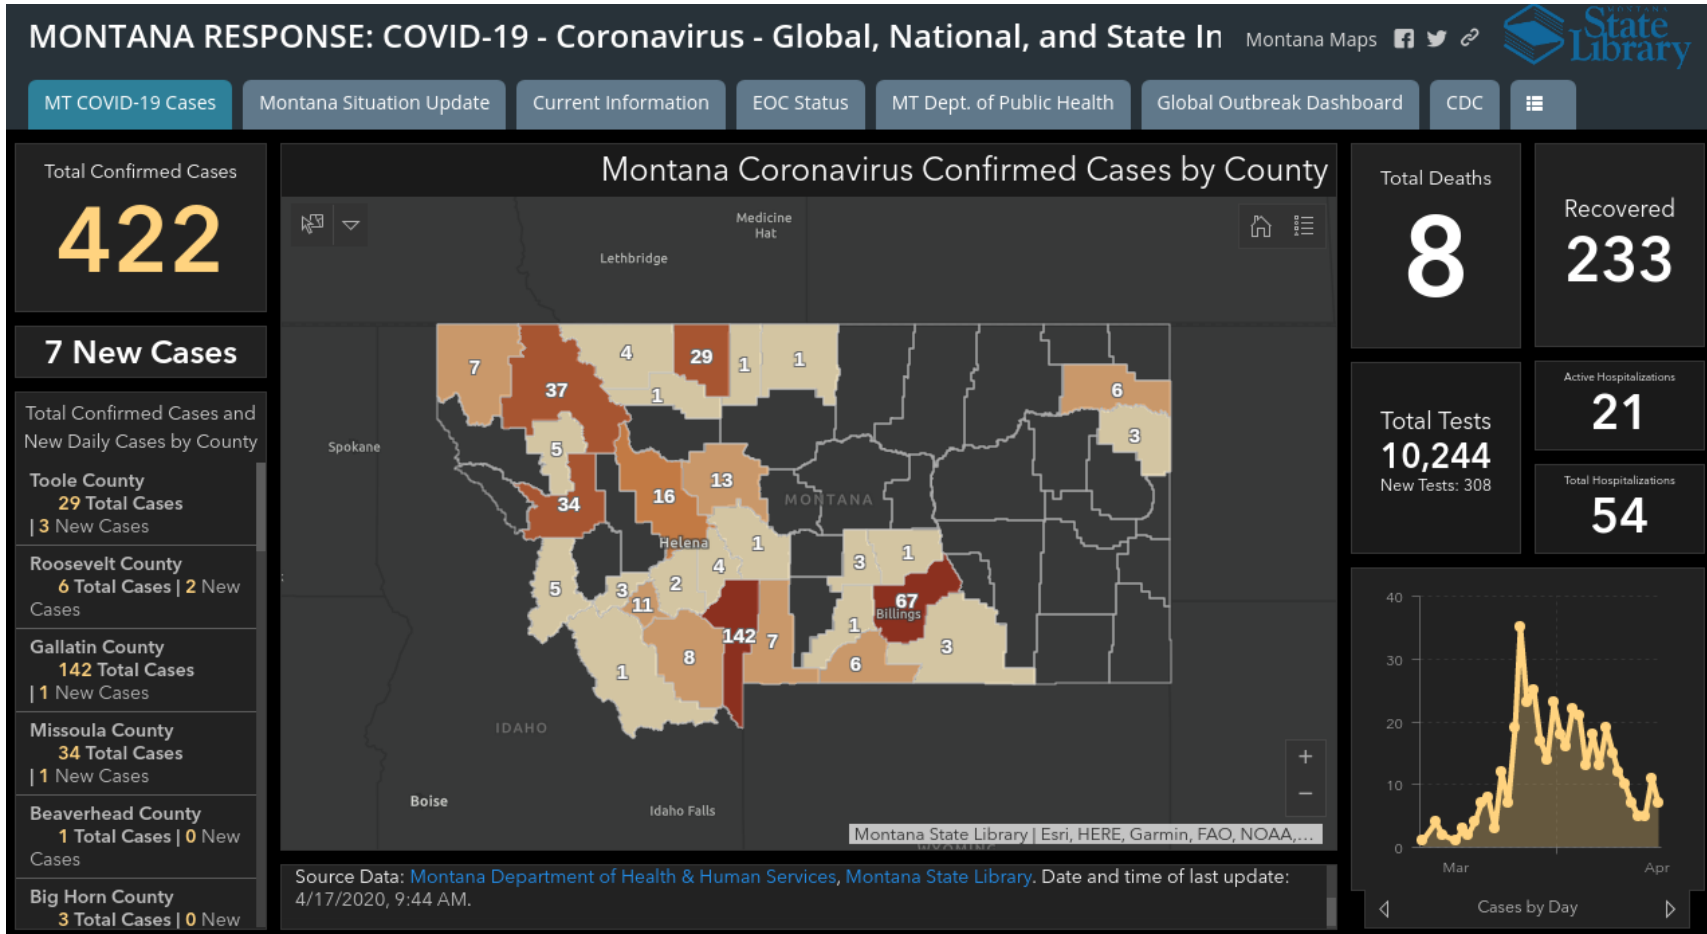 MONTANA RESPONSE: COVID-19 - Coronavirus - Global, National, and State In
Montana Maps
MONTANA
State
Library
MT COVID-19 Cases
Montana Situation Update
Current Information
EOC Status
MT Dept. of Public Health
Global Outbreak Dashboard
CDC
Total Confirmed Cases
422
7 New Cases
Total Confirmed Cases and
New Daily Cases by County
Toole County
29 Total Cases
| 3 New Cases
Roosevelt County
6 Total Cases | 2 New
Cases
Gallatin County
142 Total Cases
| 1 New Cases
Missoula County
34 Total Cases
| 1 New Cases
Beaverhead County
1 Total Cases | 0 New
Cases
Big Horn County
3 Total Cases | 0 New
Montana Coronavirus Confirmed Cases by County
Medicine
Hat
Lethbridge
7
37
4
29
1
1
1
6
3
Spokane
5
34
16
13
MONTANA
Helena
1
4
3
1
5
3
2
11
67
Billings
142
7
1
8
6
3
1
IDAHO
Boise
Idaho Falls
+
−
Montana State Library | Esri, HERE, Garmin, FAO, NOAA,...
WYOMING
Source Data: Montana Department of Health & Human Services, Montana State Library. Date and time of last update:
4/17/2020, 9:44 AM.
Total Deaths
8
Recovered
233
Total Tests
10,244
New Tests: 308
Active Hospitalizations
21
Total Hospitalizations
54
40
30
20
10
0
Mar
Apr
Cases by Day